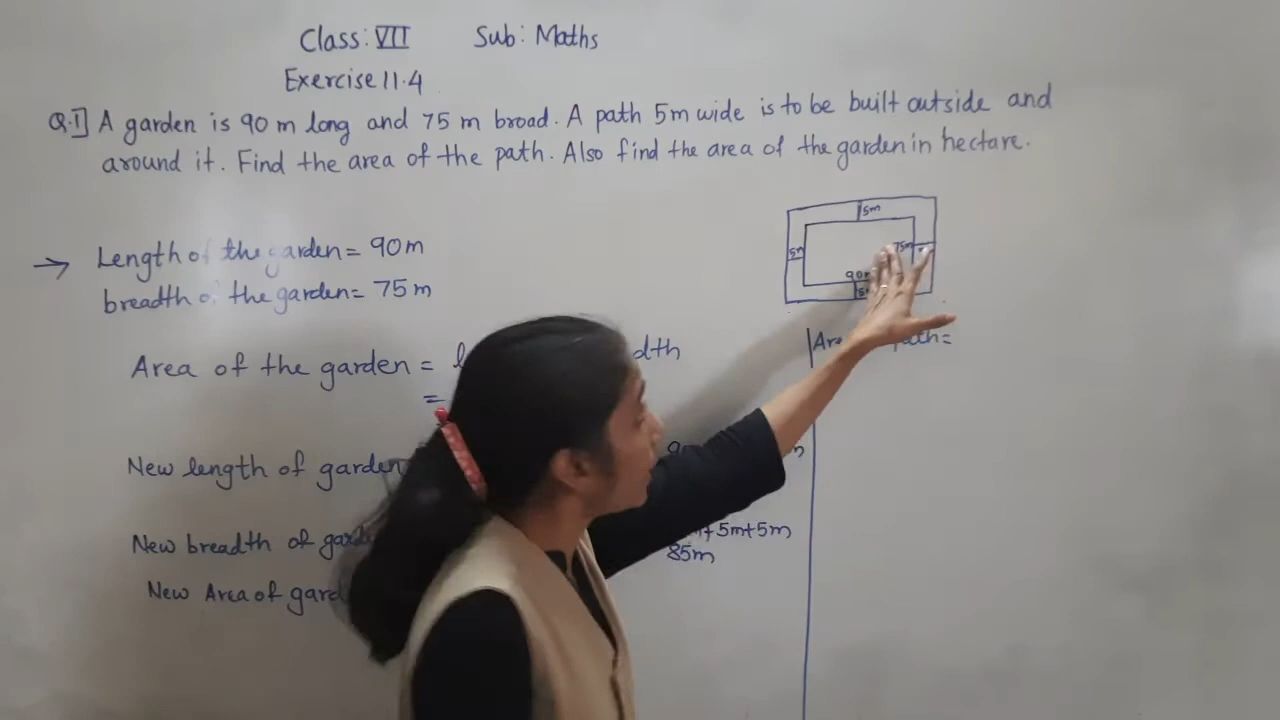 Class: VII Sub: Maths
Exercise 11.4
Q.1] A garden is 90 m long and 75 m broad. A path 5m wide is to be built outside and
around it. Find the area of the path. Also find the area of the garden in hectare.
5m
5m
75m
90
5m
→ Length of the garden = 90m
breadth of the garden = 75 m
Area of the garden = l dth
=
New length of garden
m
New breadth of garde +5m+5m
85m
New Area of gard
Ar path=